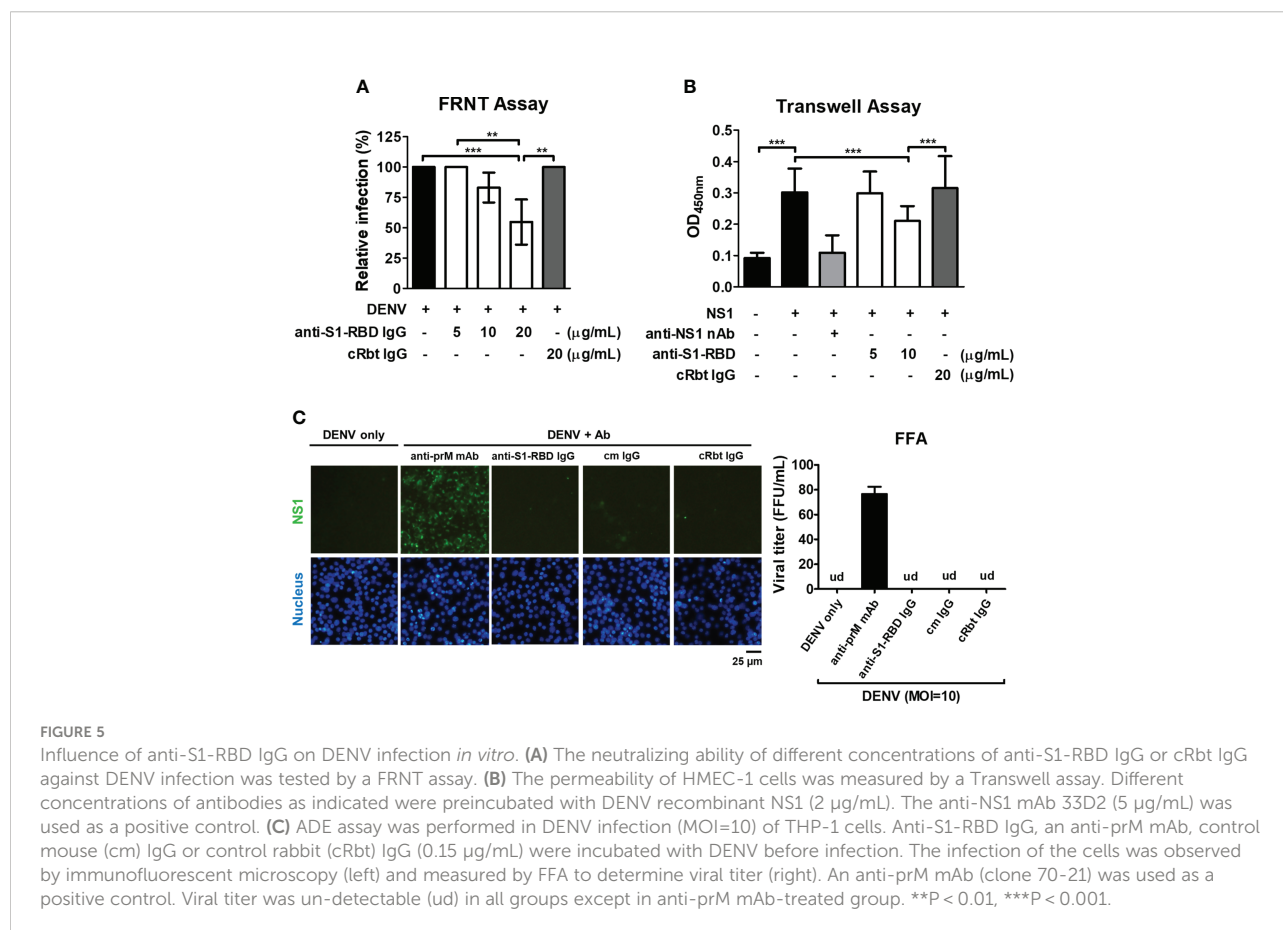 A
FRNT Assay
Relative infection (%)
125
100
75
50
25
0
**
***
**
DENV + + + + +
anti-S1-RBD IgG - 5 10 20 - (µg/mL)
cRbt IgG - - - - 20 (µg/mL)
B
Transwell Assay
OD450nm
0.5
0.4
0.3
0.2
0.1
0.0
***
***
***
NS1 - + + + + +
anti-NS1 nAb - - + - - -
anti-S1-RBD - - - 5 10 - (µg/mL)
cRbt IgG - - - - - 20 (µg/mL)
C
DENV only
DENV + Ab
anti-prM mAb anti-S1-RBD IgG cm IgG cRbt IgG
NS1
Nucleus
25 µm
FFA
Viral titer (FFU/mL)
100
80
60
40
20
0
ud ud ud ud
DENV only
anti-prM mAb
anti-S1-RBD IgG
cm IgG
cRbt IgG
DENV (MOI=10)
FIGURE 5
Influence of anti-S1-RBD IgG on DENV infection in vitro. (A) The neutralizing ability of different concentrations of anti-S1-RBD IgG or cRbt IgG
against DENV infection was tested by a FRNT assay. (B) The permeability of HMEC-1 cells was measured by a Transwell assay. Different
concentrations of antibodies as indicated were preincubated with DENV recombinant NS1 (2 µg/mL). The anti-NS1 mAb 33D2 (5 µg/mL) was
used as a positive control. (C) ADE assay was performed in DENV infection (MOI=10) of THP-1 cells. Anti-S1-RBD IgG, an anti-prM mAb, control
mouse (cm) IgG or control rabbit (cRbt) IgG (0.15 µg/mL) were incubated with DENV before infection. The infection of the cells was observed
by immunofluorescent microscopy (left) and measured by FFA to determine viral titer (right). An anti-prM mAb (clone 70-21) was used as a
positive control. Viral titer was un-detectable (ud) in all groups except in anti-prM mAb-treated group. **P < 0.01, ***P < 0.001.